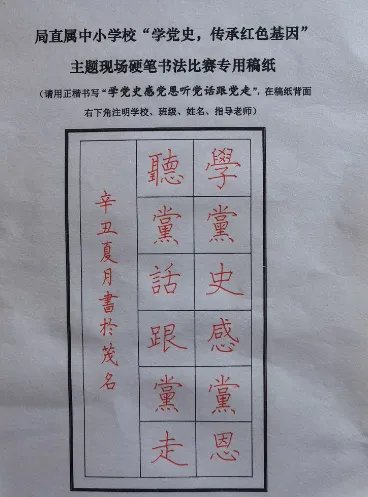 局直属中小学校“学党史，传承红色基因”
主题现场硬笔书法比赛专用稿纸
（请用正楷书写“学党史感党恩听党话跟党走”，在稿纸背面
右下角注明学校、班级、姓名、指导老师）
學黨史感黨恩
聽黨話跟黨走
辛丑夏月書於茂名